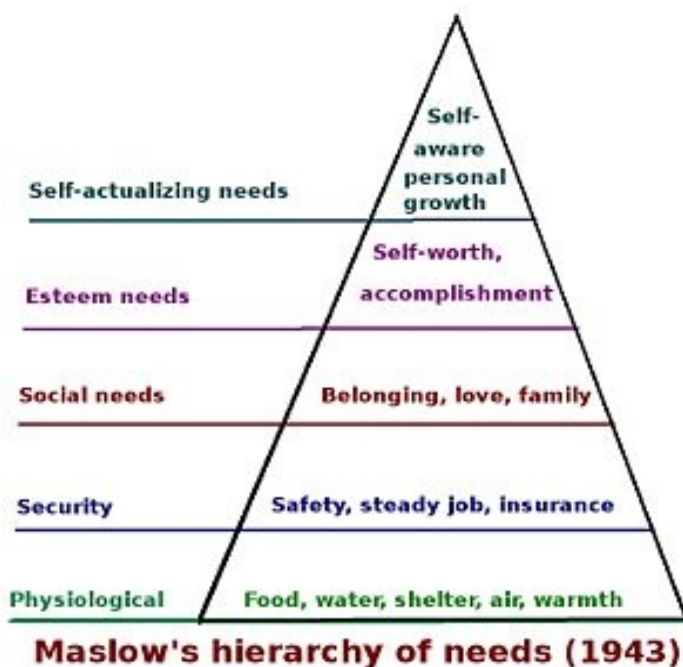 Self-
aware
personal
growth
Self-actualizing needs
Self-worth,
accomplishment
Esteem needs
Social needs
Belonging, love, family
Security
Safety, steady job, insurance
Physiological
Food, water, shelter, air, warmth
Maslow's hierarchy of needs (1943)